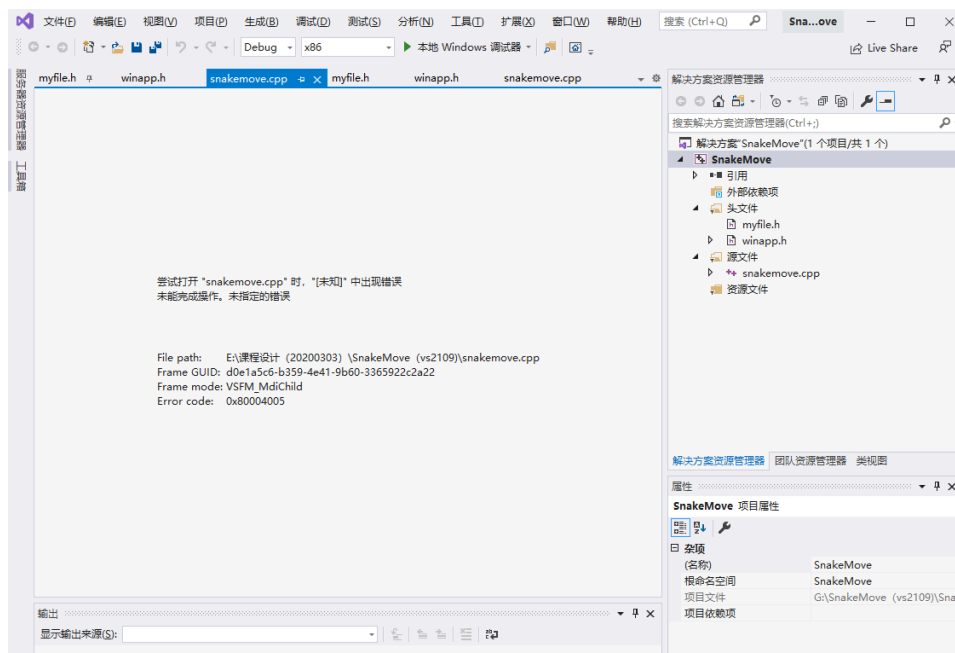 文件(F) 编辑(E) 视图(V) 项目(P) 生成(B) 调试(D) 测试(S) 分析(N) 工具(T) 扩展(X) 窗口(W) 帮助(H) 搜索 (Ctrl+Q) Sna...ove
Debug x86 本地 Windows 调试器 Live Share
服务器资源管理器
工具箱
myfile.h winapp.h snakemove.cpp myfile.h winapp.h snakemove.cpp
尝试打开 "snakemove.cpp" 时，"[未知]" 中出现错误
未能完成操作。未指定的错误
File path: E:\课程设计（20200303）\SnakeMove (vs2109)\snakemove.cpp
Frame GUID: d0e1a5c6-b359-4e41-9b60-3365922c2a22
Frame mode: VSFM_MdiChild
Error code: 0x80004005
输出
显示输出来源(S):
解决方案资源管理器
搜索解决方案资源管理器(Ctrl+;)
解决方案"SnakeMove"(1 个项目/共 1 个)
SnakeMove
引用
外部依赖项
头文件
myfile.h
winapp.h
源文件
snakemove.cpp
资源文件
解决方案资源管理器 团队资源管理器 类视图
属性
SnakeMove 项目属性
杂项
(名称) SnakeMove
根命名空间 SnakeMove
项目文件 G:\SnakeMove (vs2109)\Sna
项目依赖项